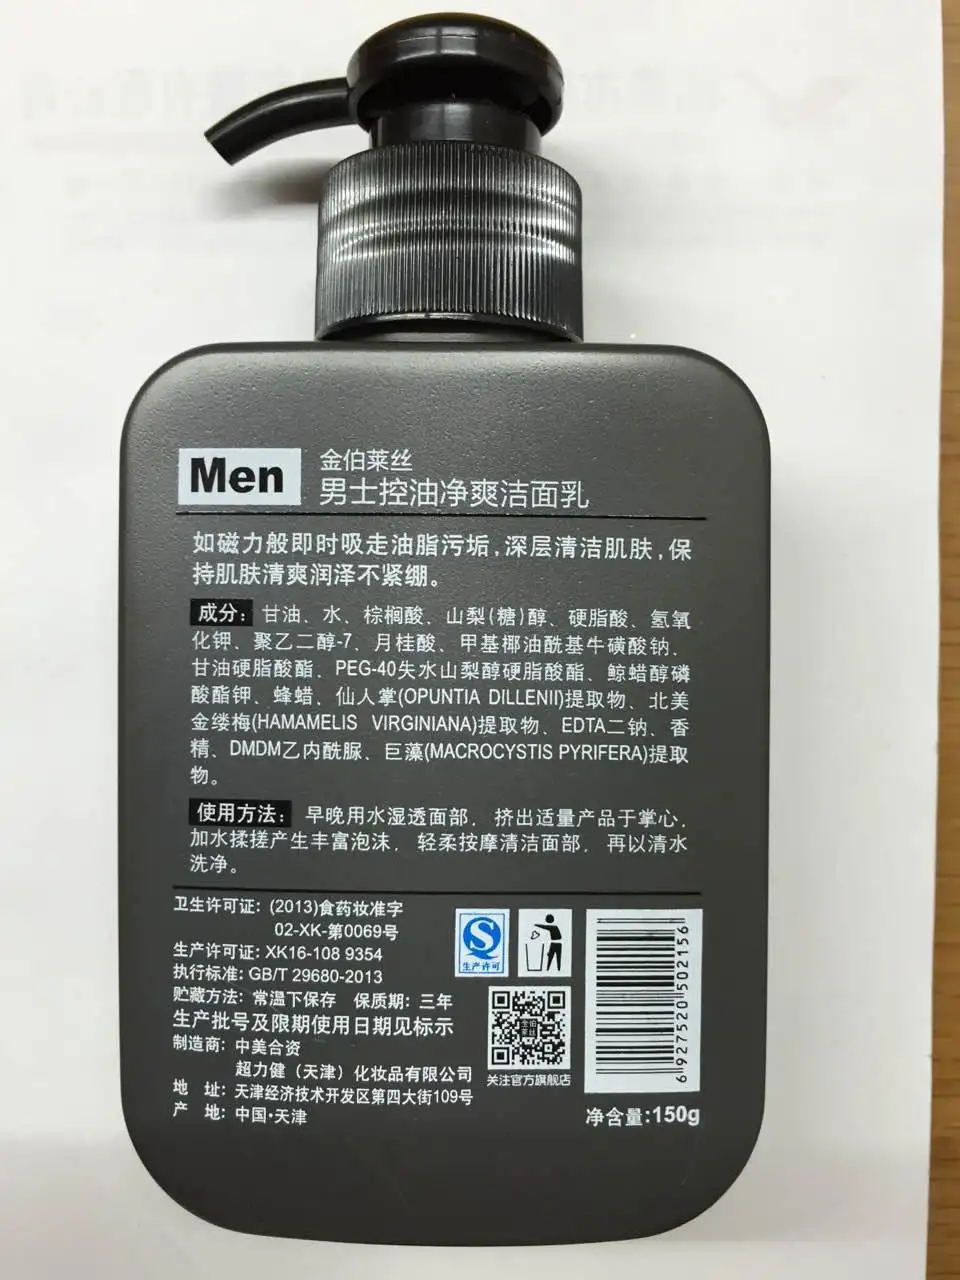 Men
金伯莱丝
男士控油净爽洁面乳
如磁力般即时吸走油脂污垢,深层清洁肌肤,保
持肌肤清爽润泽不紧绷。
成分: 甘油、水、棕榈酸、山梨(糖)醇、硬脂酸、氢氧
化钾、聚乙二醇-7、月桂酸、甲基椰油酰基牛磺酸钠、
甘油硬脂酸酯、PEG-40失水山梨醇硬脂酸酯、鲸蜡醇磷
酸酯钾、蜂蜡、仙人掌(OPUNTIA DILLENII)提取物、北美
金缕梅(HAMAMELIS VIRGINIANA)提取物、EDTA二钠、香
精、DMDM乙内酰脲、巨藻(MACROCYSTIS PYRIFERA)提取
物。
使用方法: 早晚用水湿透面部, 挤出适量产品于掌心,
加水揉搓产生丰富泡沫, 轻柔按摩清洁面部, 再以清水
洗净。
卫生许可证: (2013)食药妆准字
02-XK-第0069号
生产许可证: XK16-108 9354
执行标准: GB/T 29680-2013
贮藏方法: 常温下保存 保质期: 三年
生产批号及限期使用日期见标示
制造商: 中美合资
超力健（天津）化妆品有限公司
地 址: 天津经济技术开发区第四大街109号
产 地: 中国·天津
生产许可
金伯
莱丝
关注官方旗舰店
6 927520 502156
净含量:150g